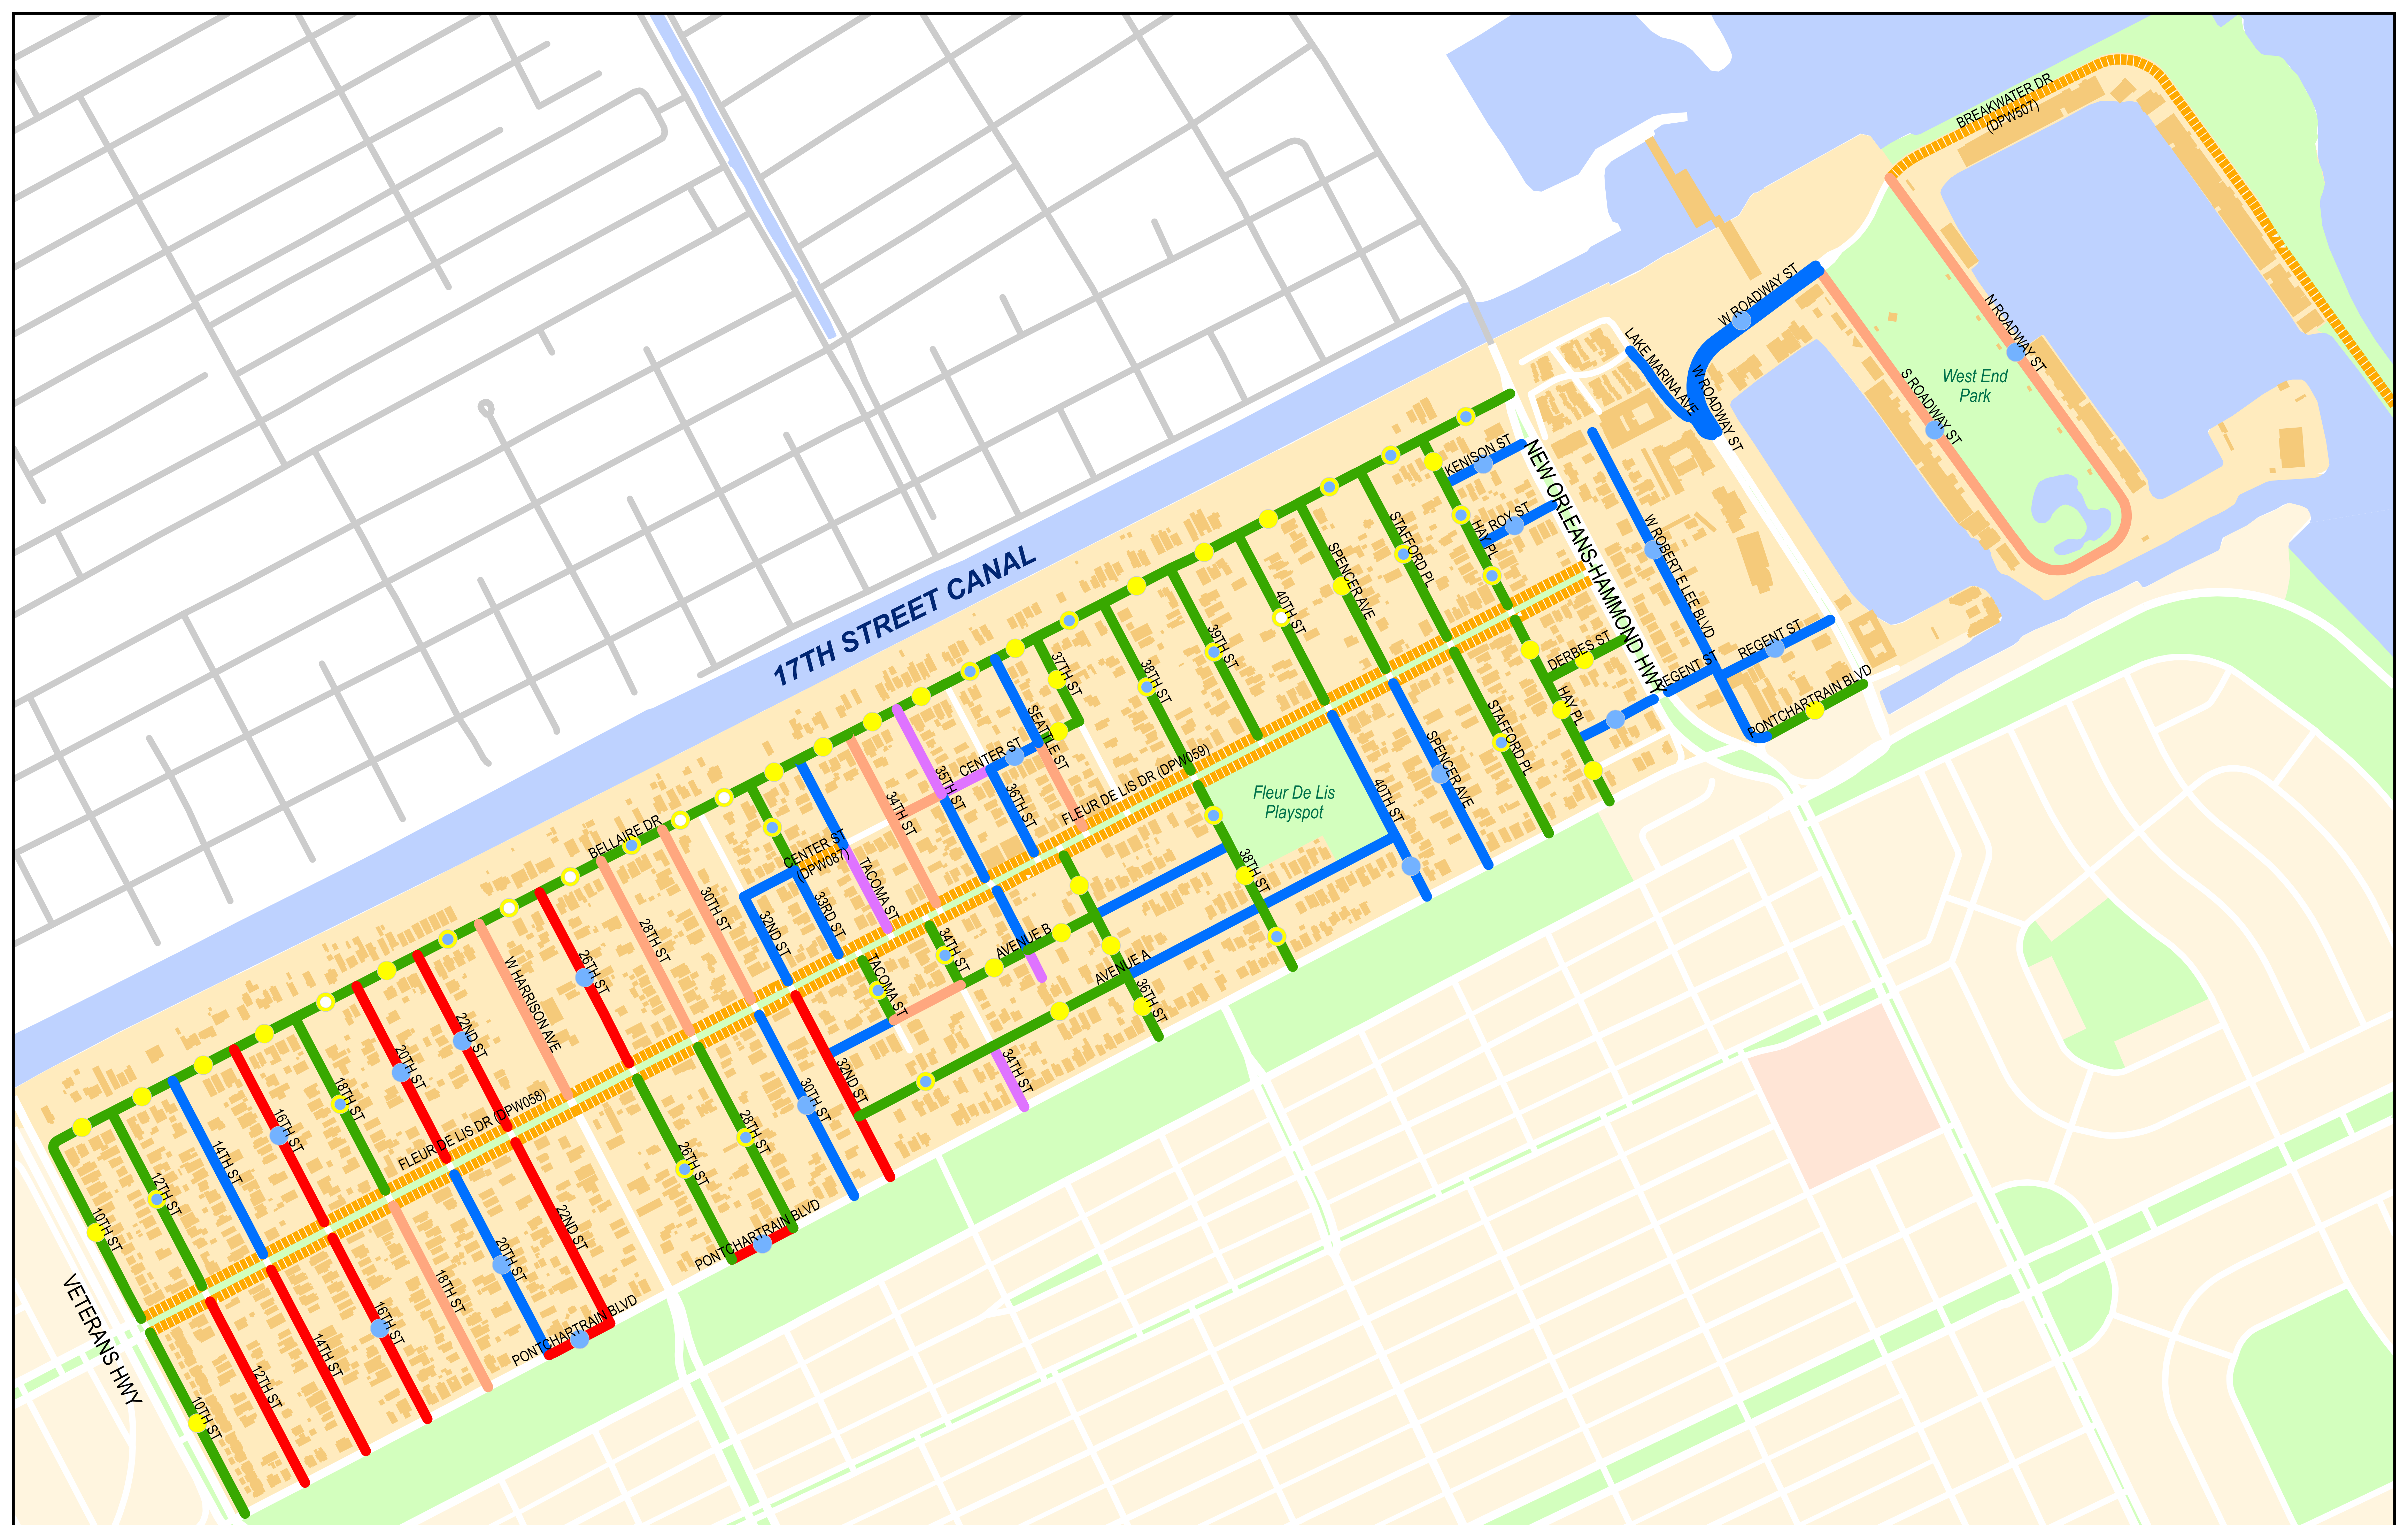 BREAKWATER DR
(DPW507)
W ROADWAY ST
N ROADWAY ST
LAKE MARINA AVE
W ROADWAY ST
S ROADWAY ST
West End
Park
KENISON ST
NEW ORLEANS-HAMMOND HWY
ROY ST
HAY PL
STAFFORD PL
SPENCER AVE
W ROBERT E LEE BLVD
40TH ST
39TH ST
17TH STREET CANAL
37TH ST
38TH ST
DERBES ST
REGENT ST
REGENT ST
HAY PL
PONTCHARTRAIN BLVD
SEATTLE ST
CENTER ST
35TH ST
36TH ST
34TH ST
FLEUR DE LIS DR (DPW059)
STAFFORD PL
SPENCER AVE
40TH ST
Fleur De Lis
Playspot
BELLAIRE DR
CENTER ST
(DPW087)
TACOMA ST
33RD ST
32ND ST
30TH ST
28TH ST
38TH ST
26TH ST
W HARRISON AVE
AVENUE B
34TH ST
TACOMA ST
AVENUE A
36TH ST
22ND ST
20TH ST
32ND ST
34TH ST
18TH ST
16TH ST
30TH ST
FLEUR DE LIS DR (DPW058)
28TH ST
14TH ST
26TH ST
12TH ST
10TH ST
PONTCHARTRAIN BLVD
22ND ST
20TH ST
18TH ST
16TH ST
PONTCHARTRAIN BLVD
14TH ST
VETERANS HWY
12TH ST
10TH ST